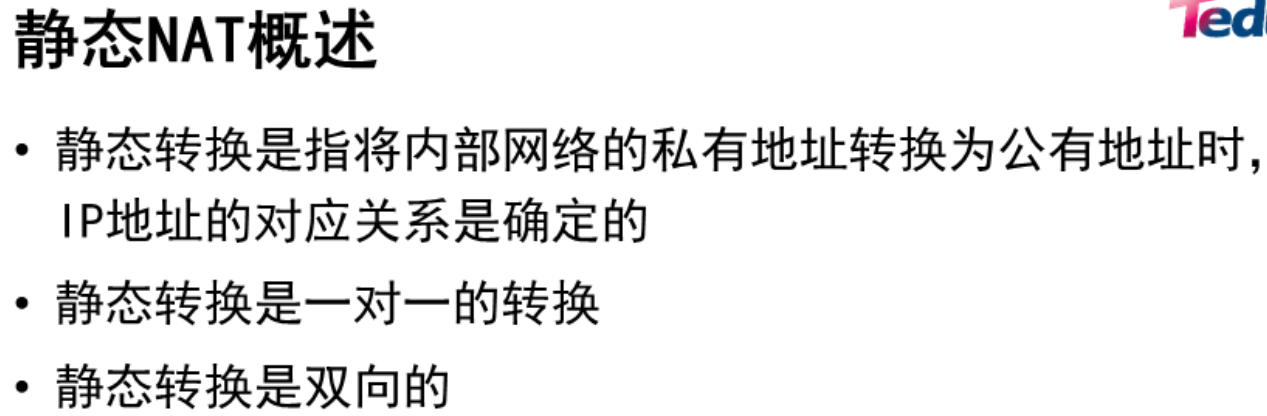 静态NAT概述
Ted
• 静态转换是指将内部网络的私有地址转换为公有地址时，
IP地址的对应关系是确定的
• 静态转换是一对一的转换
• 静态转换是双向的